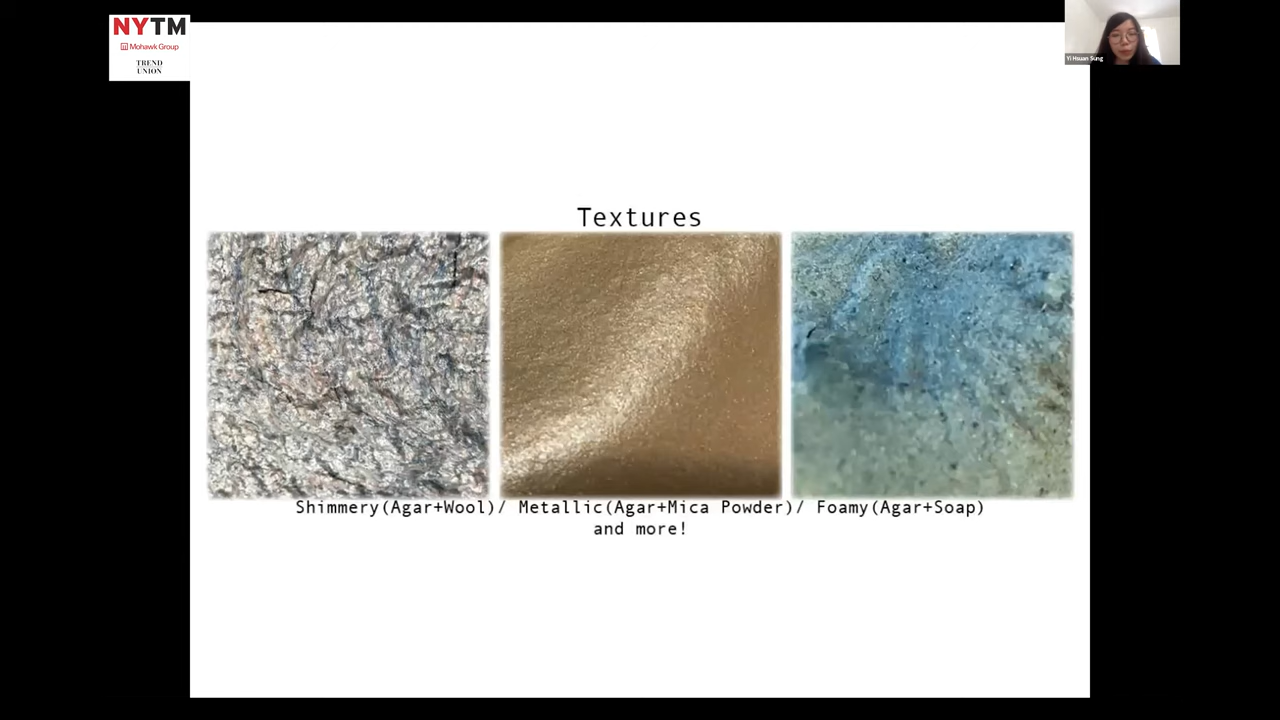 NYTM
Mohawk Group
TREND
UNION
Yi Hsuan Sung
Textures
Shimmery(Agar+Wool)/ Metallic(Agar+Mica Powder)/ Foamy(Agar+Soap)
and more!